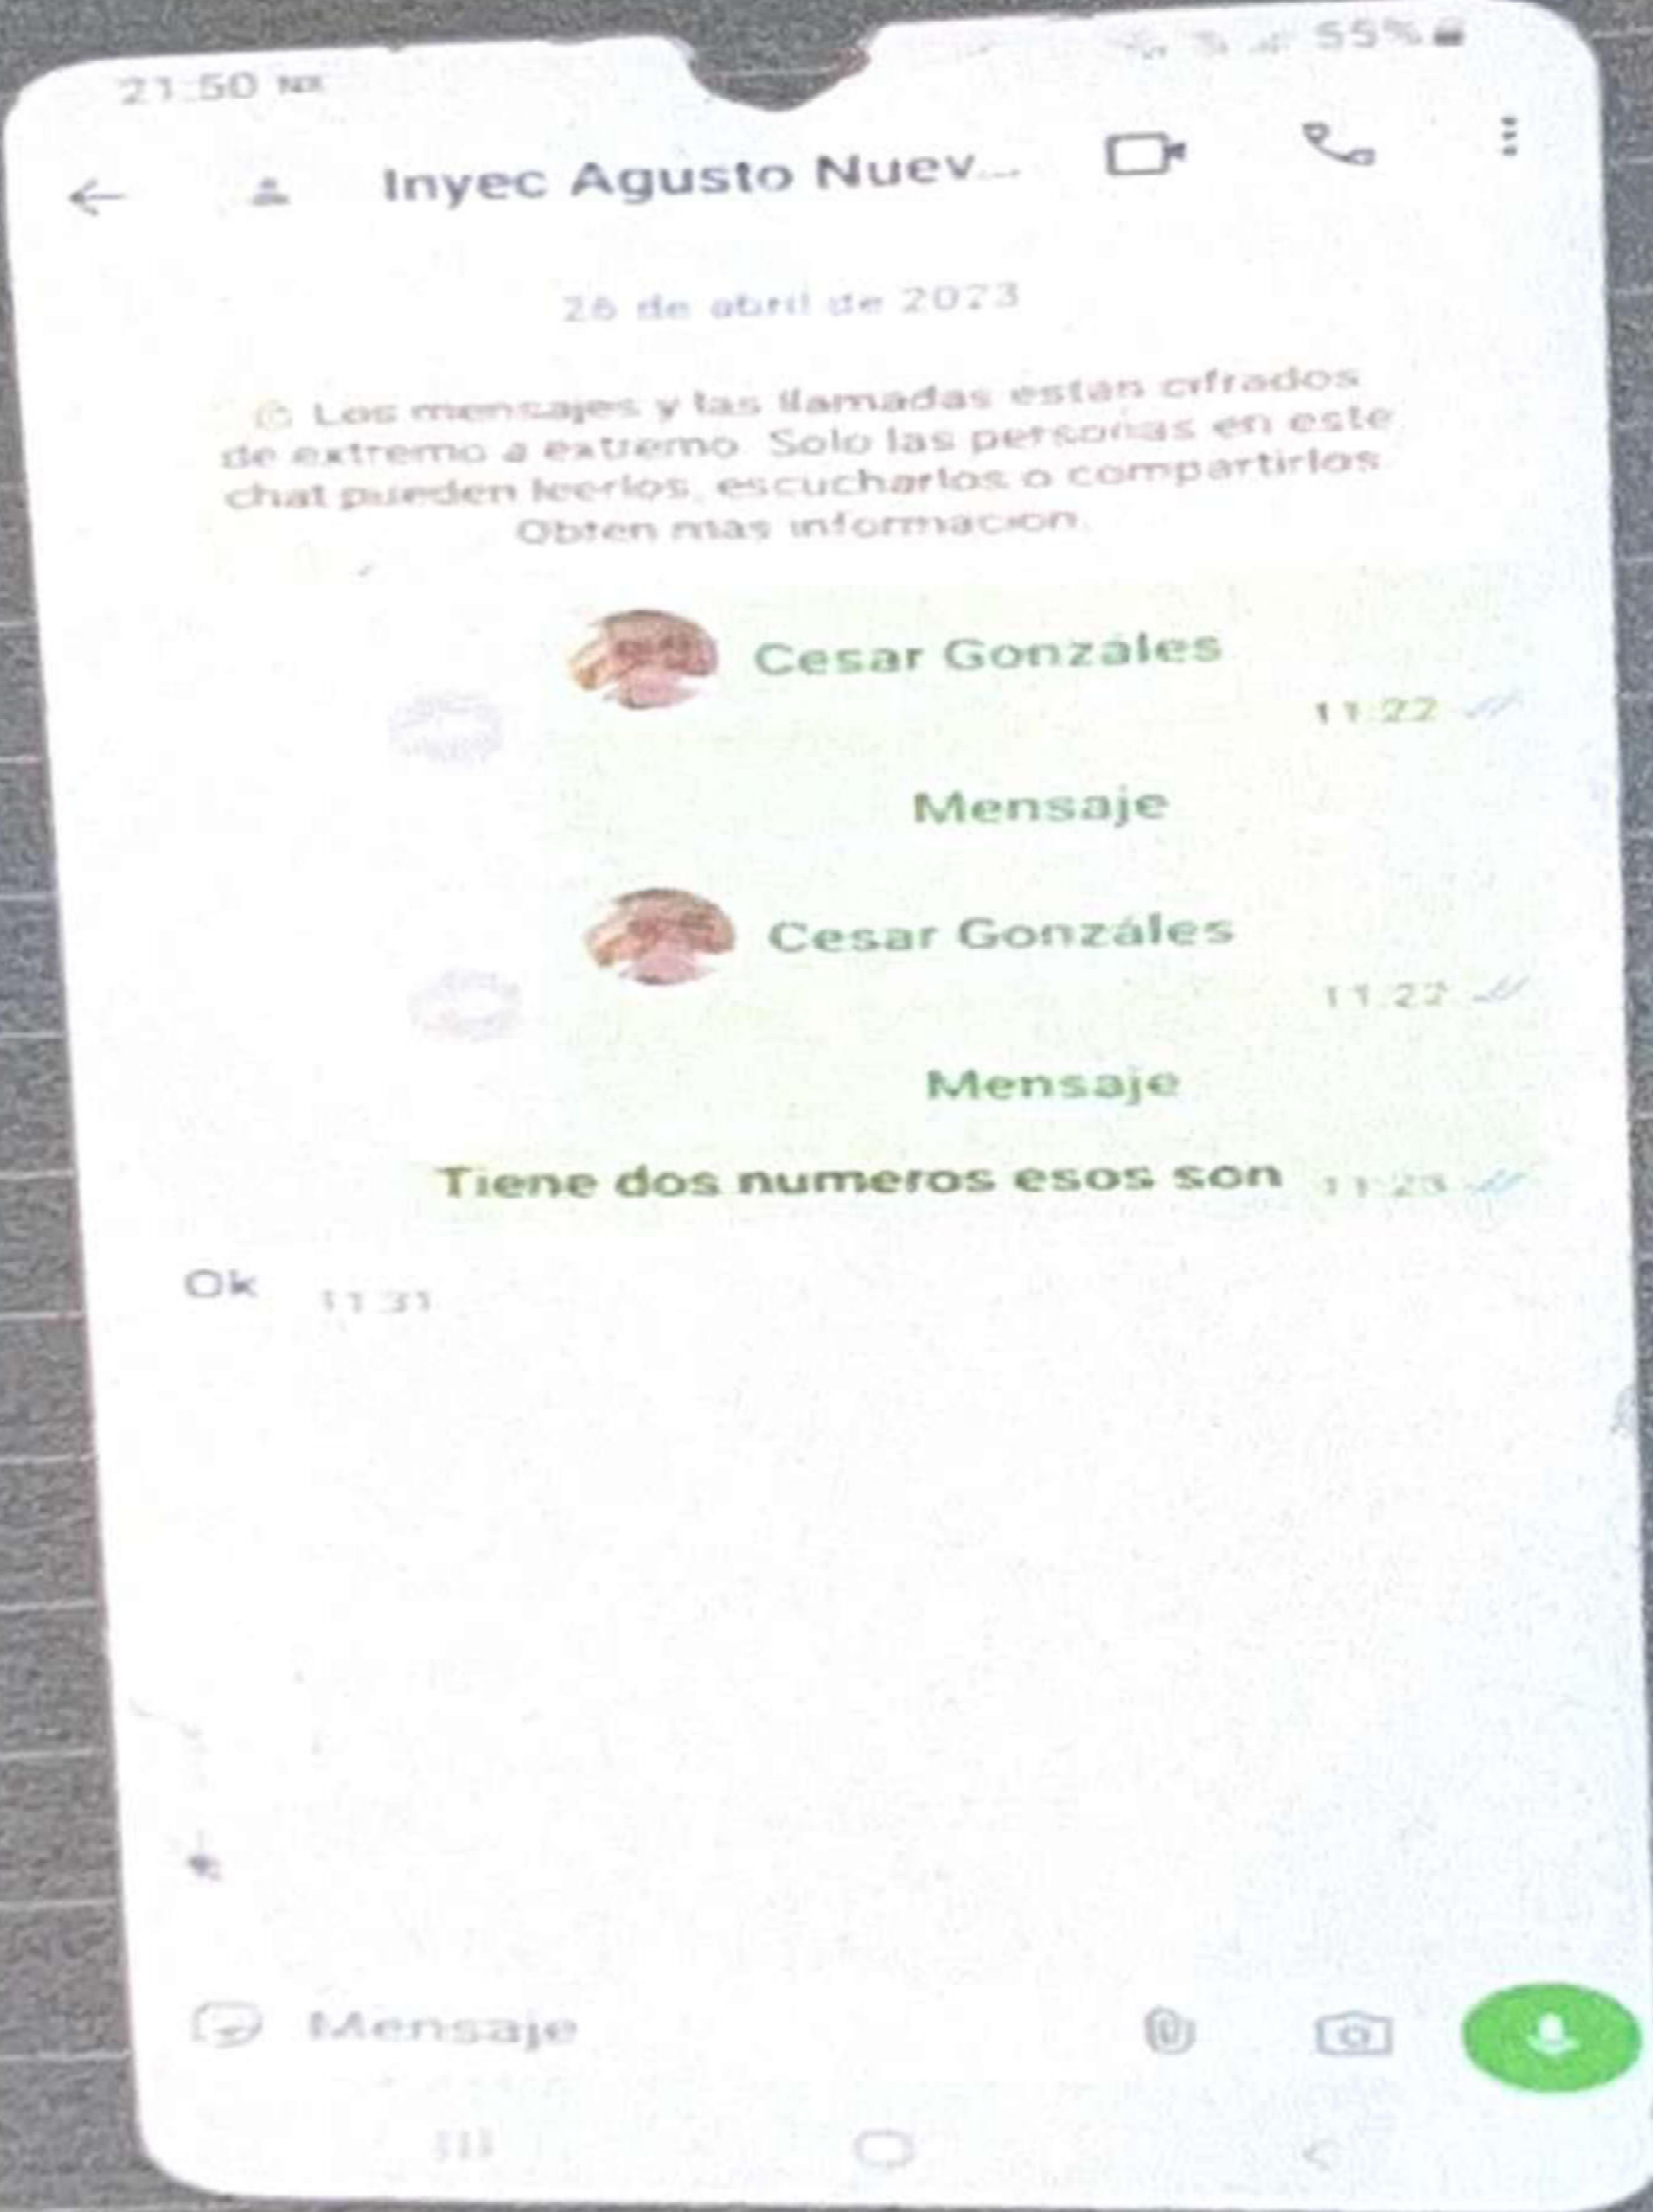 21:50
55%
Inyec Agusto Nuev...
26 de abril de 2023
Los mensajes y las llamadas están cifrados
de extremo a extremo. Solo las personas en este
chat pueden leerlos, escucharlos o compartirlos.
Obtén más información.
Cesar Gonzáles
11:22
Mensaje
Cesar Gonzáles
11:22
Mensaje
Tiene dos numeros esos son 11:23
Ok 11:31
Mensaje